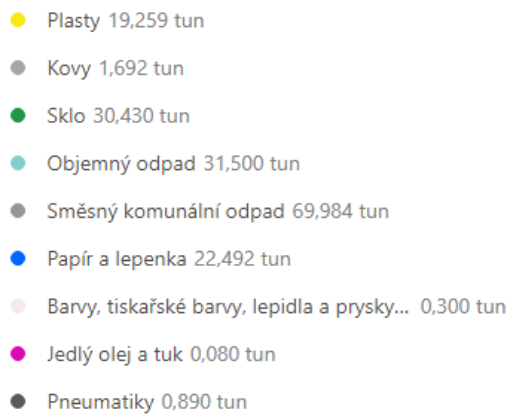 Plasty 19,259 tun
Kovy 1,692 tun
Sklo 30,430 tun
Objemný odpad 31,500 tun
Směsný komunální odpad 69,984 tun
Papír a lepenka 22,492 tun
Barvy, tiskařské barvy, lepidla a prysky... 0,300 tun
Jedlý olej a tuk 0,080 tun
Pneumatiky 0,890 tun